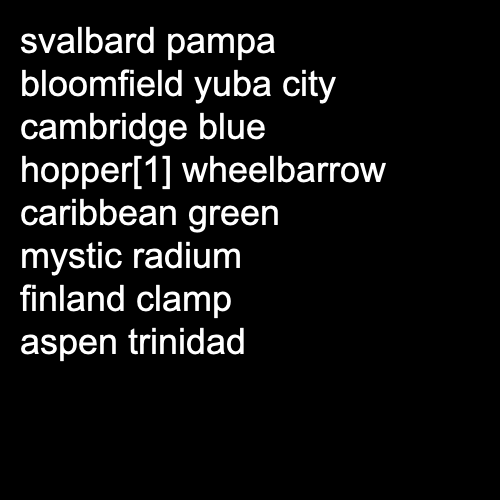 svalbard pampa
bloomfield yuba city
cambridge blue
hopper[1] wheelbarrow
caribbean green
mystic radium
finland clamp
aspen trinidad